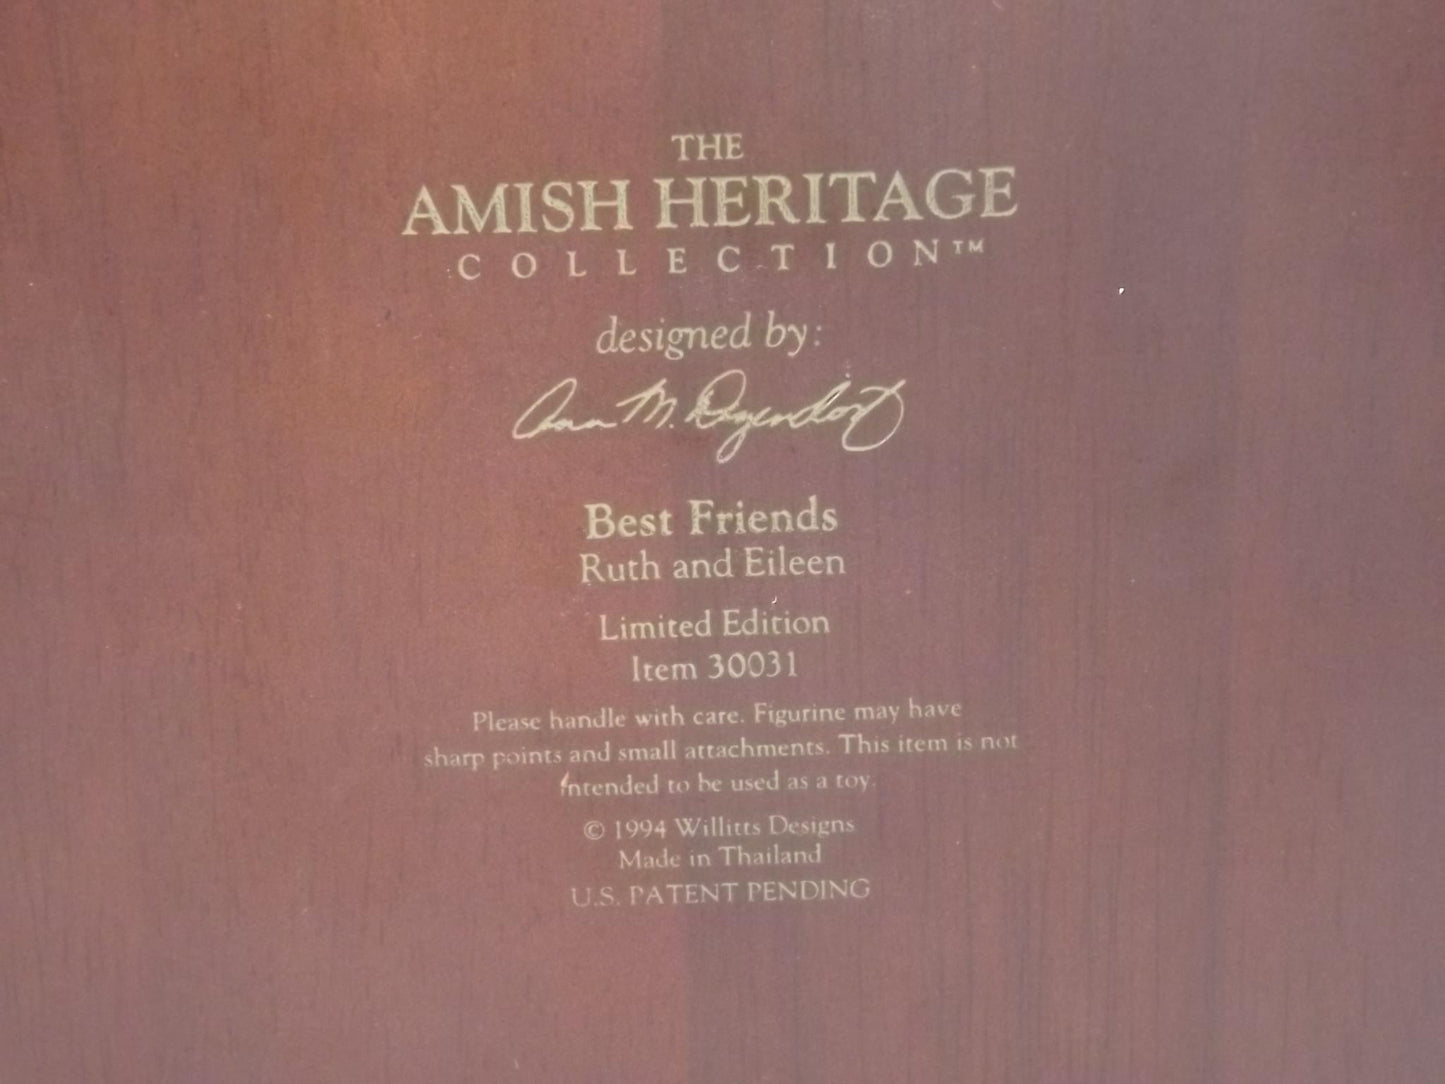 THE
AMISH HERITAGE
COLLECTION™
designed by:
Ann M. Dezendorf
Best Friends
Ruth and Eileen
Limited Edition
Item 30031
Please handle with care. Figurine may have
sharp points and small attachments. This item is not
intended to be used as a toy.
© 1994 Willitts Designs
Made in Thailand
U.S. PATENT PENDING